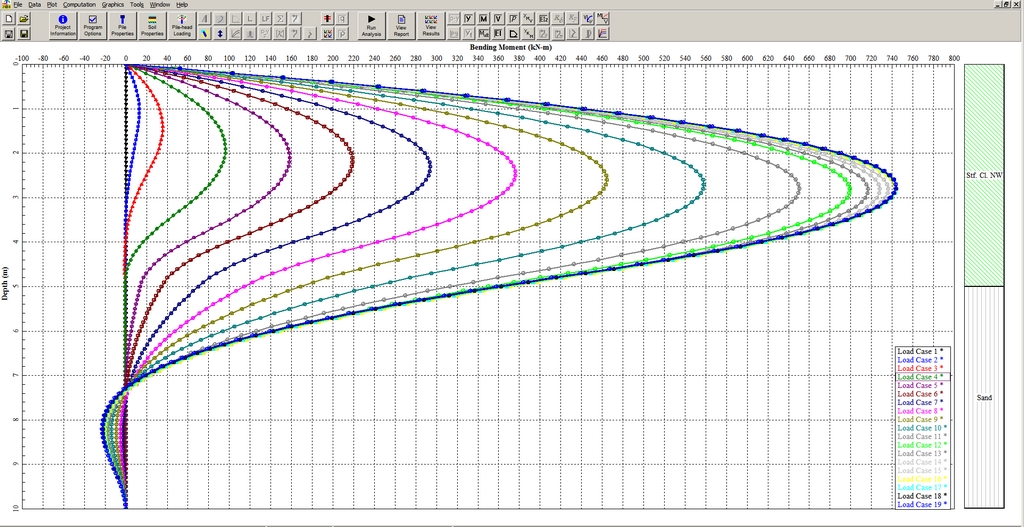 File Data Plot Computation Graphics Tools Window Help
Project Information
Program Options
Pile Properties
Soil Properties
Pile-head Loading
LF
Run Analysis
View Report
View Results
Bending Moment (kN-m)
-100 -80 -60 -40 -20 0 20 40 60 80 100 120 140 160 180 200 220 240 260 280 300 320 340 360 380 400 420 440 460 480 500 520 540 560 580 600 620 640 660 680 700 720 740 760 780 800
Depth (m)
0
1
2
3
4
5
6
7
8
9
10
Stf. Cl. NW
Sand
Load Case 1 *
Load Case 2 *
Load Case 3 *
Load Case 4 *
Load Case 5 *
Load Case 6 *
Load Case 7 *
Load Case 8 *
Load Case 9 *
Load Case 10 *
Load Case 11 *
Load Case 12 *
Load Case 13 *
Load Case 14 *
Load Case 15 *
Load Case 16 *
Load Case 17 *
Load Case 18 *
Load Case 19 *